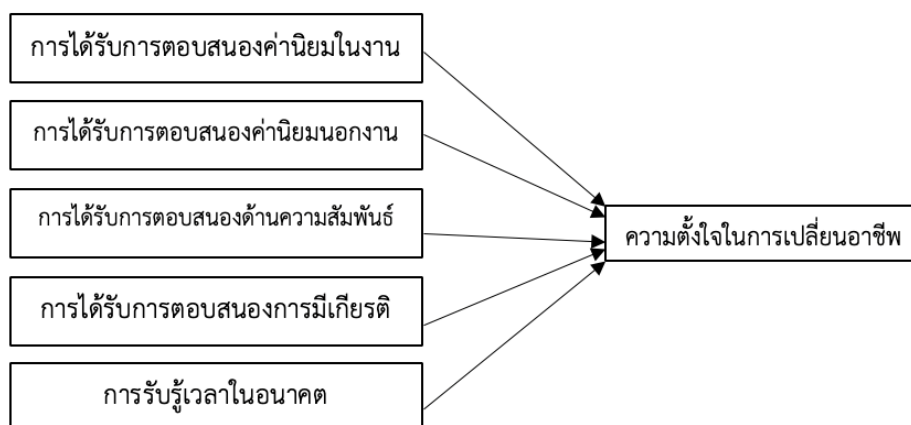 การได้รับการตอบสนองค่านิยมในงาน
การได้รับการตอบสนองค่านิยมนอกงาน
การได้รับการตอบสนองด้านความสัมพันธ์
ความตั้งใจในการเปลี่ยนอาชีพ
การได้รับการตอบสนองการมีเกียรติ
การรับรู้เวลาในอนาคต